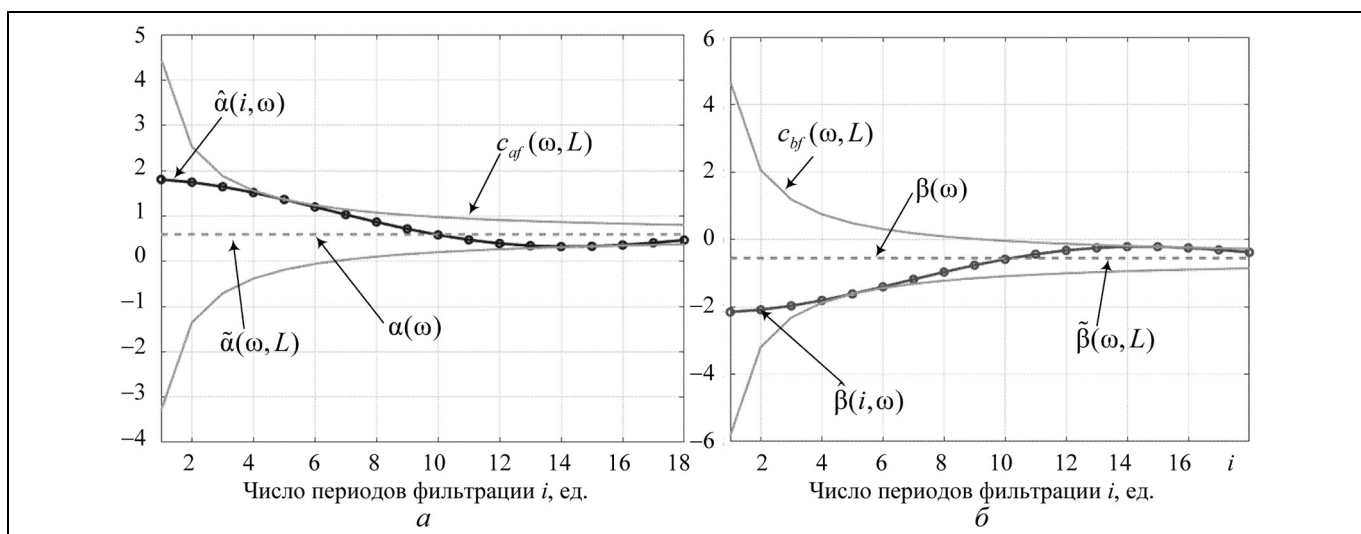 5
4
3
2
1
0
−1
−2
−3
−4
α̂(i, ω)
c_af (ω, L)
α̃(ω, L)
α(ω)
2 4 6 8 10 12 14 16 18
Число периодов фильтрации i, ед.
а
6
4
2
0
−2
−4
−6
c_bf (ω, L)
β(ω)
β̃(ω, L)
β̂(i, ω)
2 4 6 8 10 12 14 16 i
Число периодов фильтрации i, ед.
б